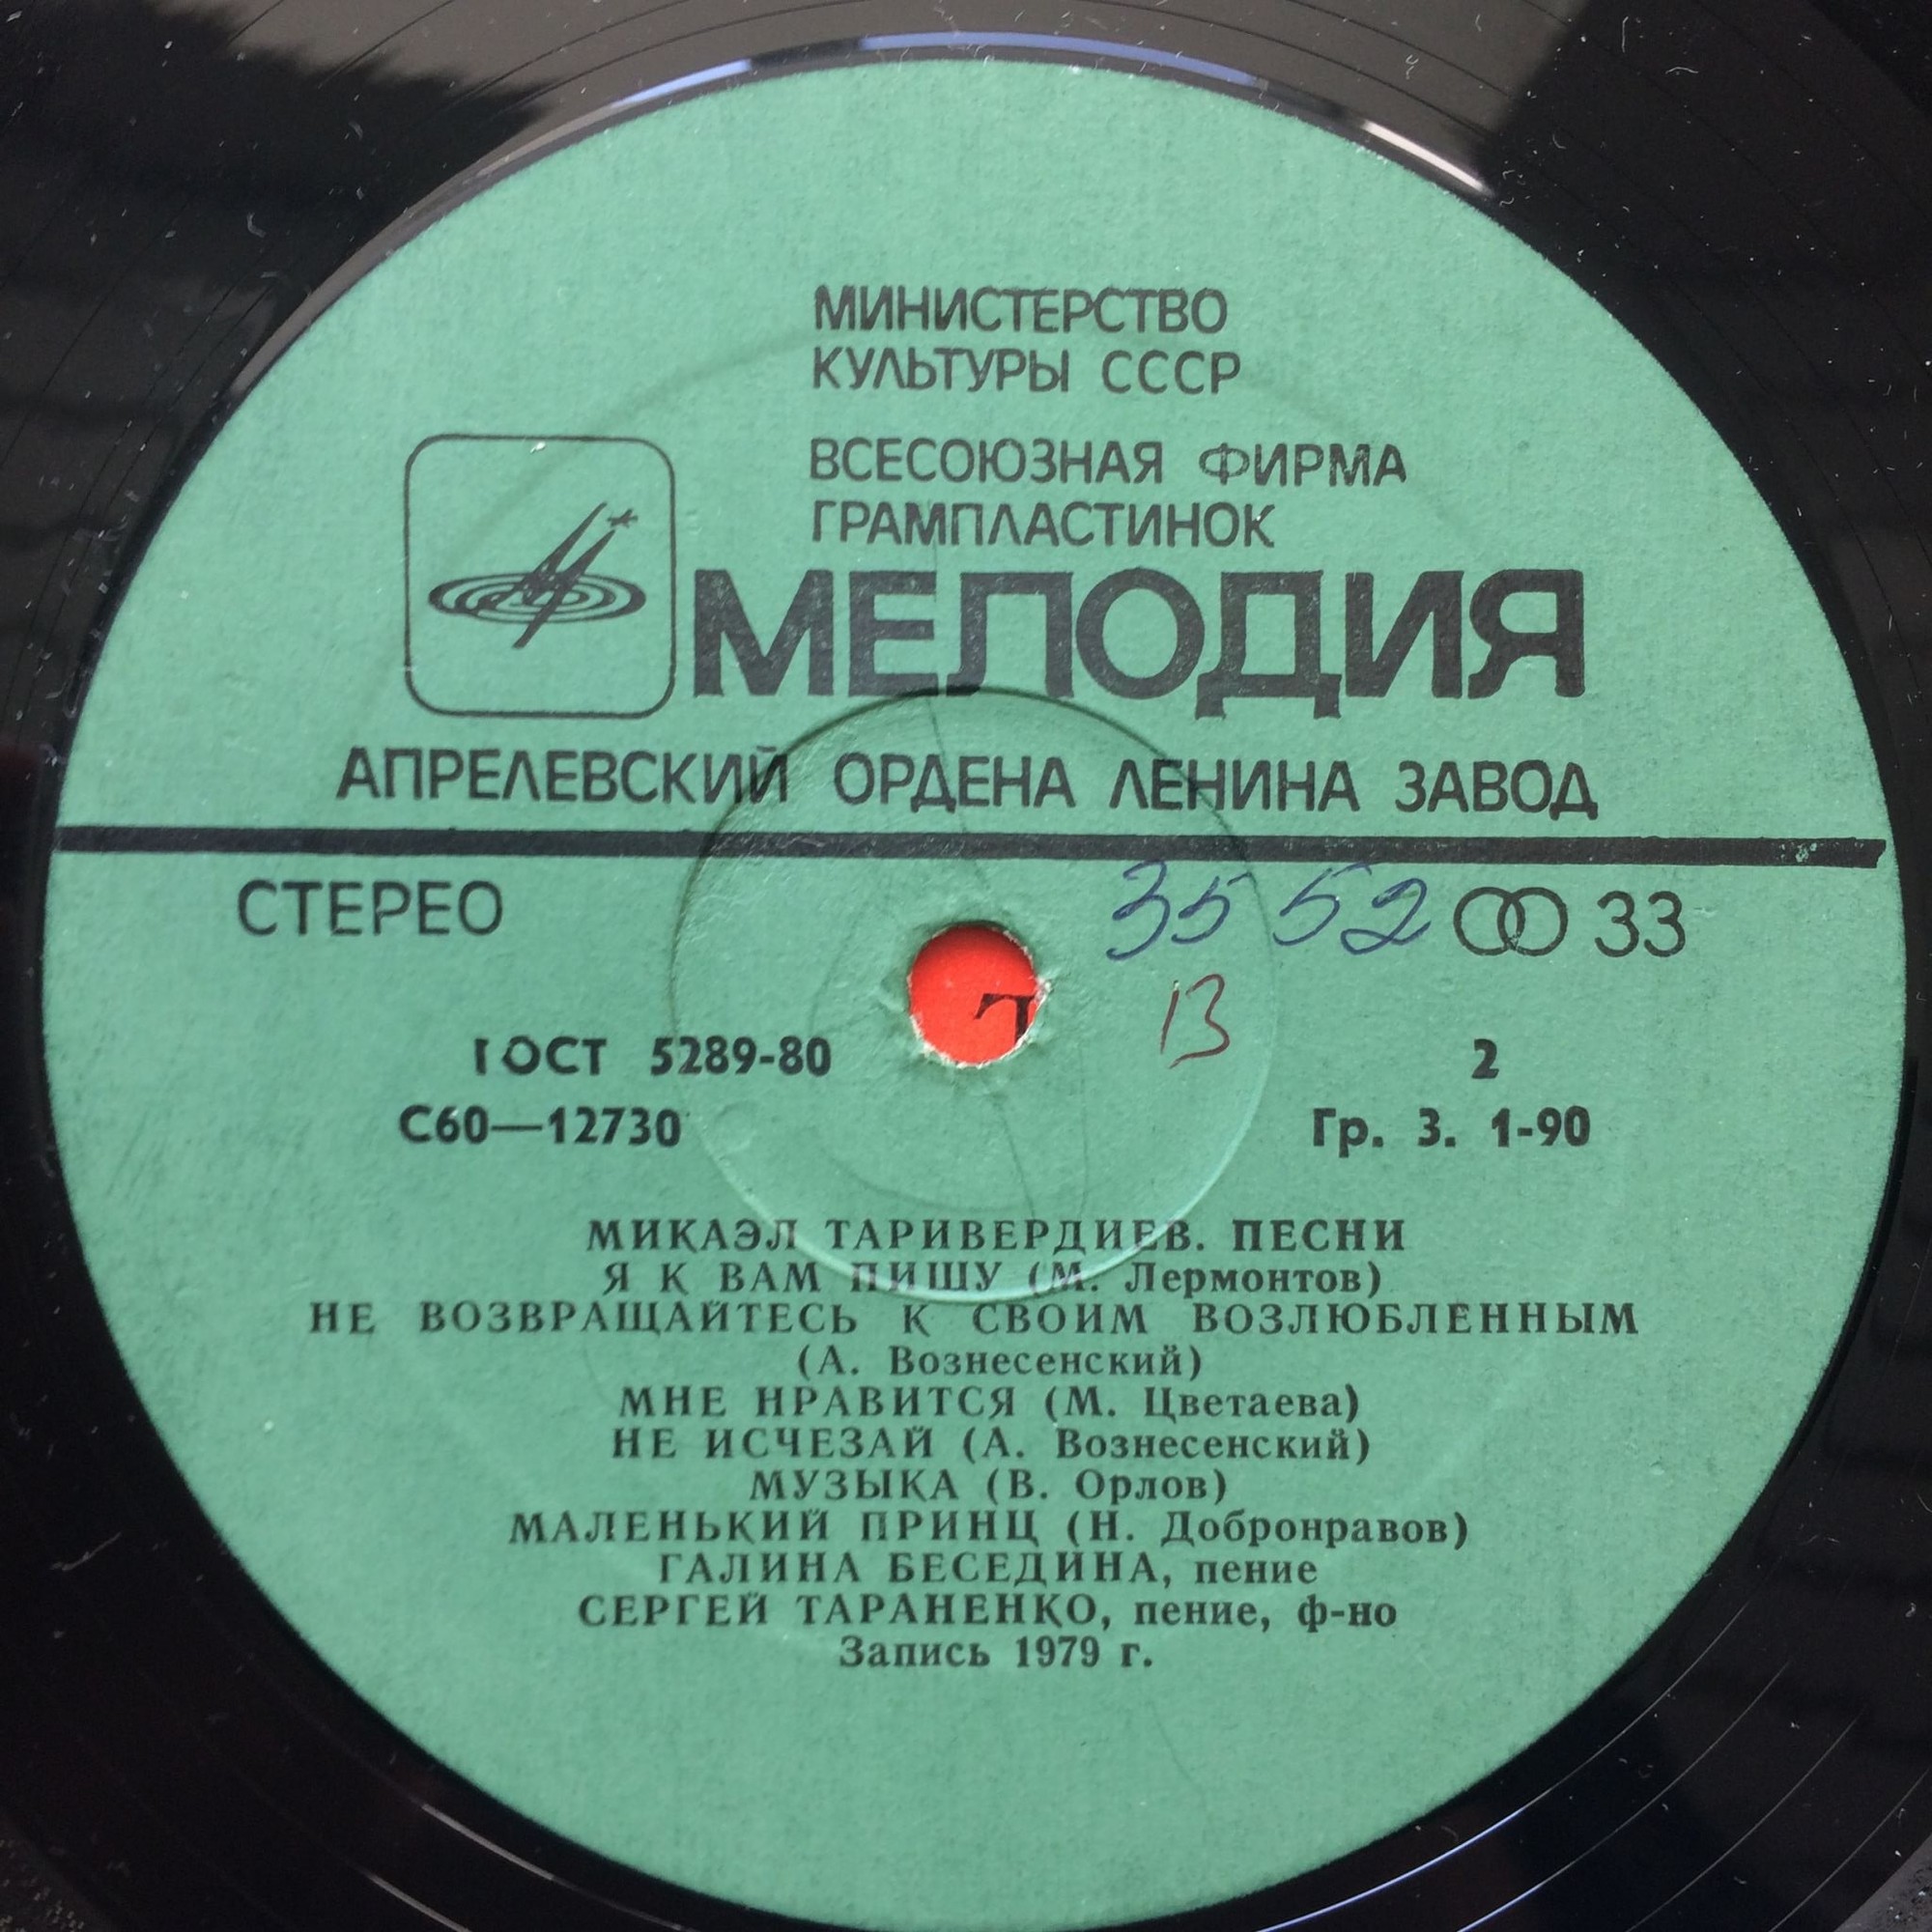 МИНИСТЕРСТВО
КУЛЬТУРЫ СССР
ВСЕСОЮЗНАЯ ФИРМА
ГРАМПЛАСТИНОК
МЕЛОДИЯ
АПРЕЛЕВСКИЙ ОРДЕНА ЛЕНИНА ЗАВОД
СТЕРЕО 3552 33
13
ГОСТ 5289-80 2
С60—12730 Гр. 3. 1-90
МИКАЭЛ ТАРИВЕРДИЕВ. ПЕСНИ
Я К ВАМ ПИШУ (М. Лермонтов)
НЕ ВОЗВРАЩАЙТЕСЬ К СВОИМ ВОЗЛЮБЛЕННЫМ
(А. Вознесенский)
МНЕ НРАВИТСЯ (М. Цветаева)
НЕ ИСЧЕЗАЙ (А. Вознесенский)
МУЗЫКА (В. Орлов)
МАЛЕНЬКИЙ ПРИНЦ (Н. Добронравов)
ГАЛИНА БЕСЕДИНА, пение
СЕРГЕЙ ТАРАНЕНКО, пение, ф-но
Запись 1979 г.